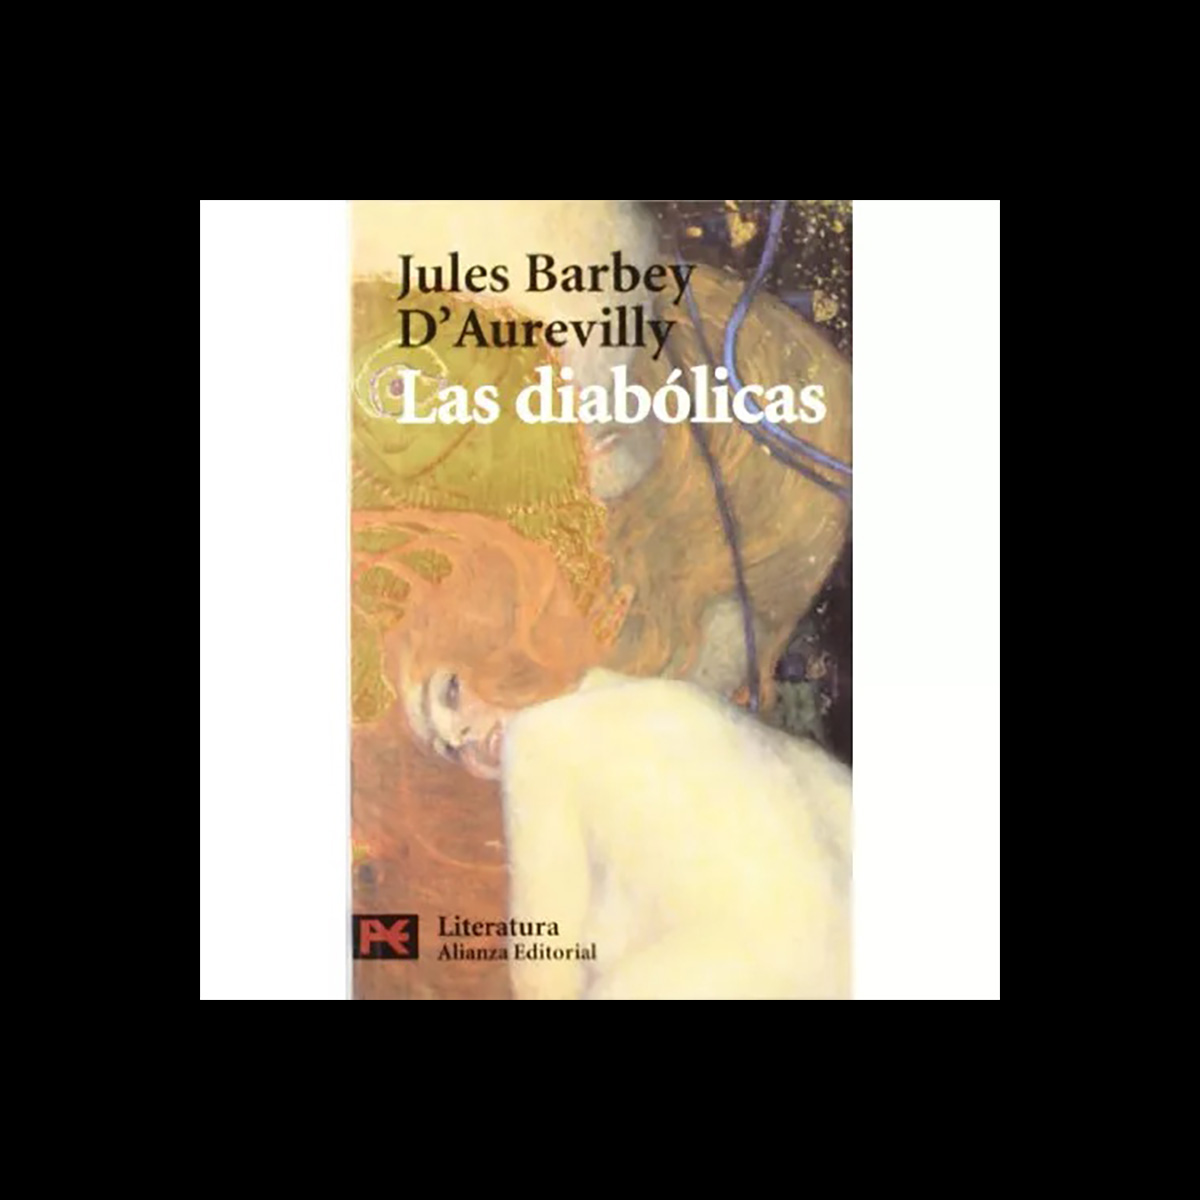 Jules Barbey
D’Aurevilly
Las diabólicas
Literatura
Alianza Editorial